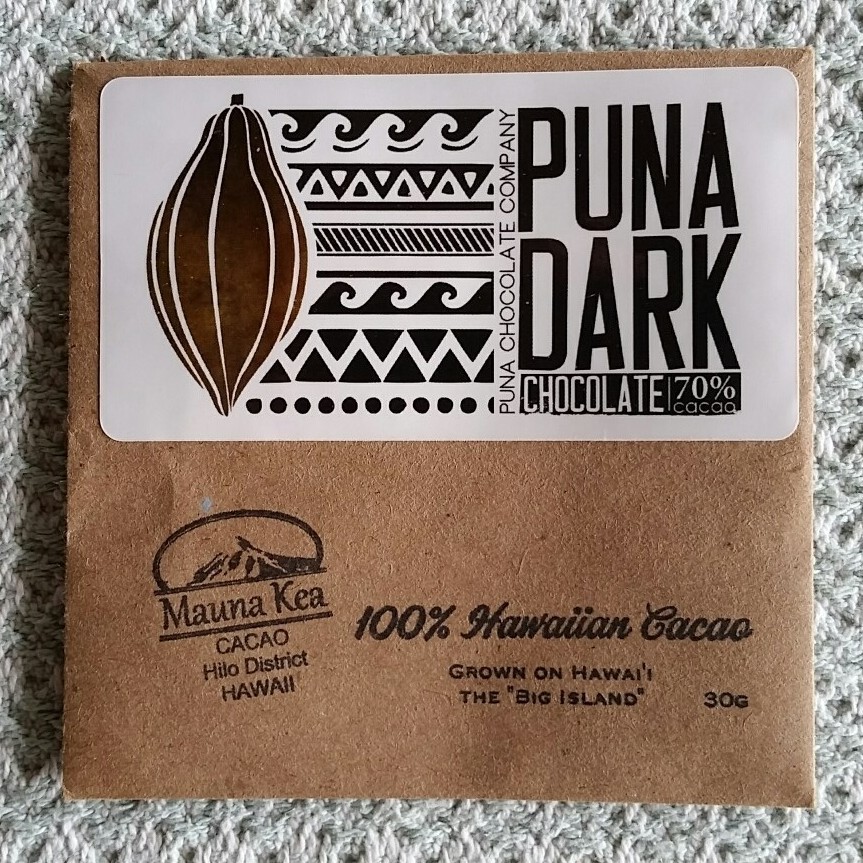 PUNA CHOCOLATE COMPANY
PUNA
DARK
CHOCOLATE | 70%
cacao
Mauna Kea
CACAO
Hilo District
HAWAII
100% Hawaiian Cacao
GROWN ON HAWAI'I
THE "BIG ISLAND"
30G